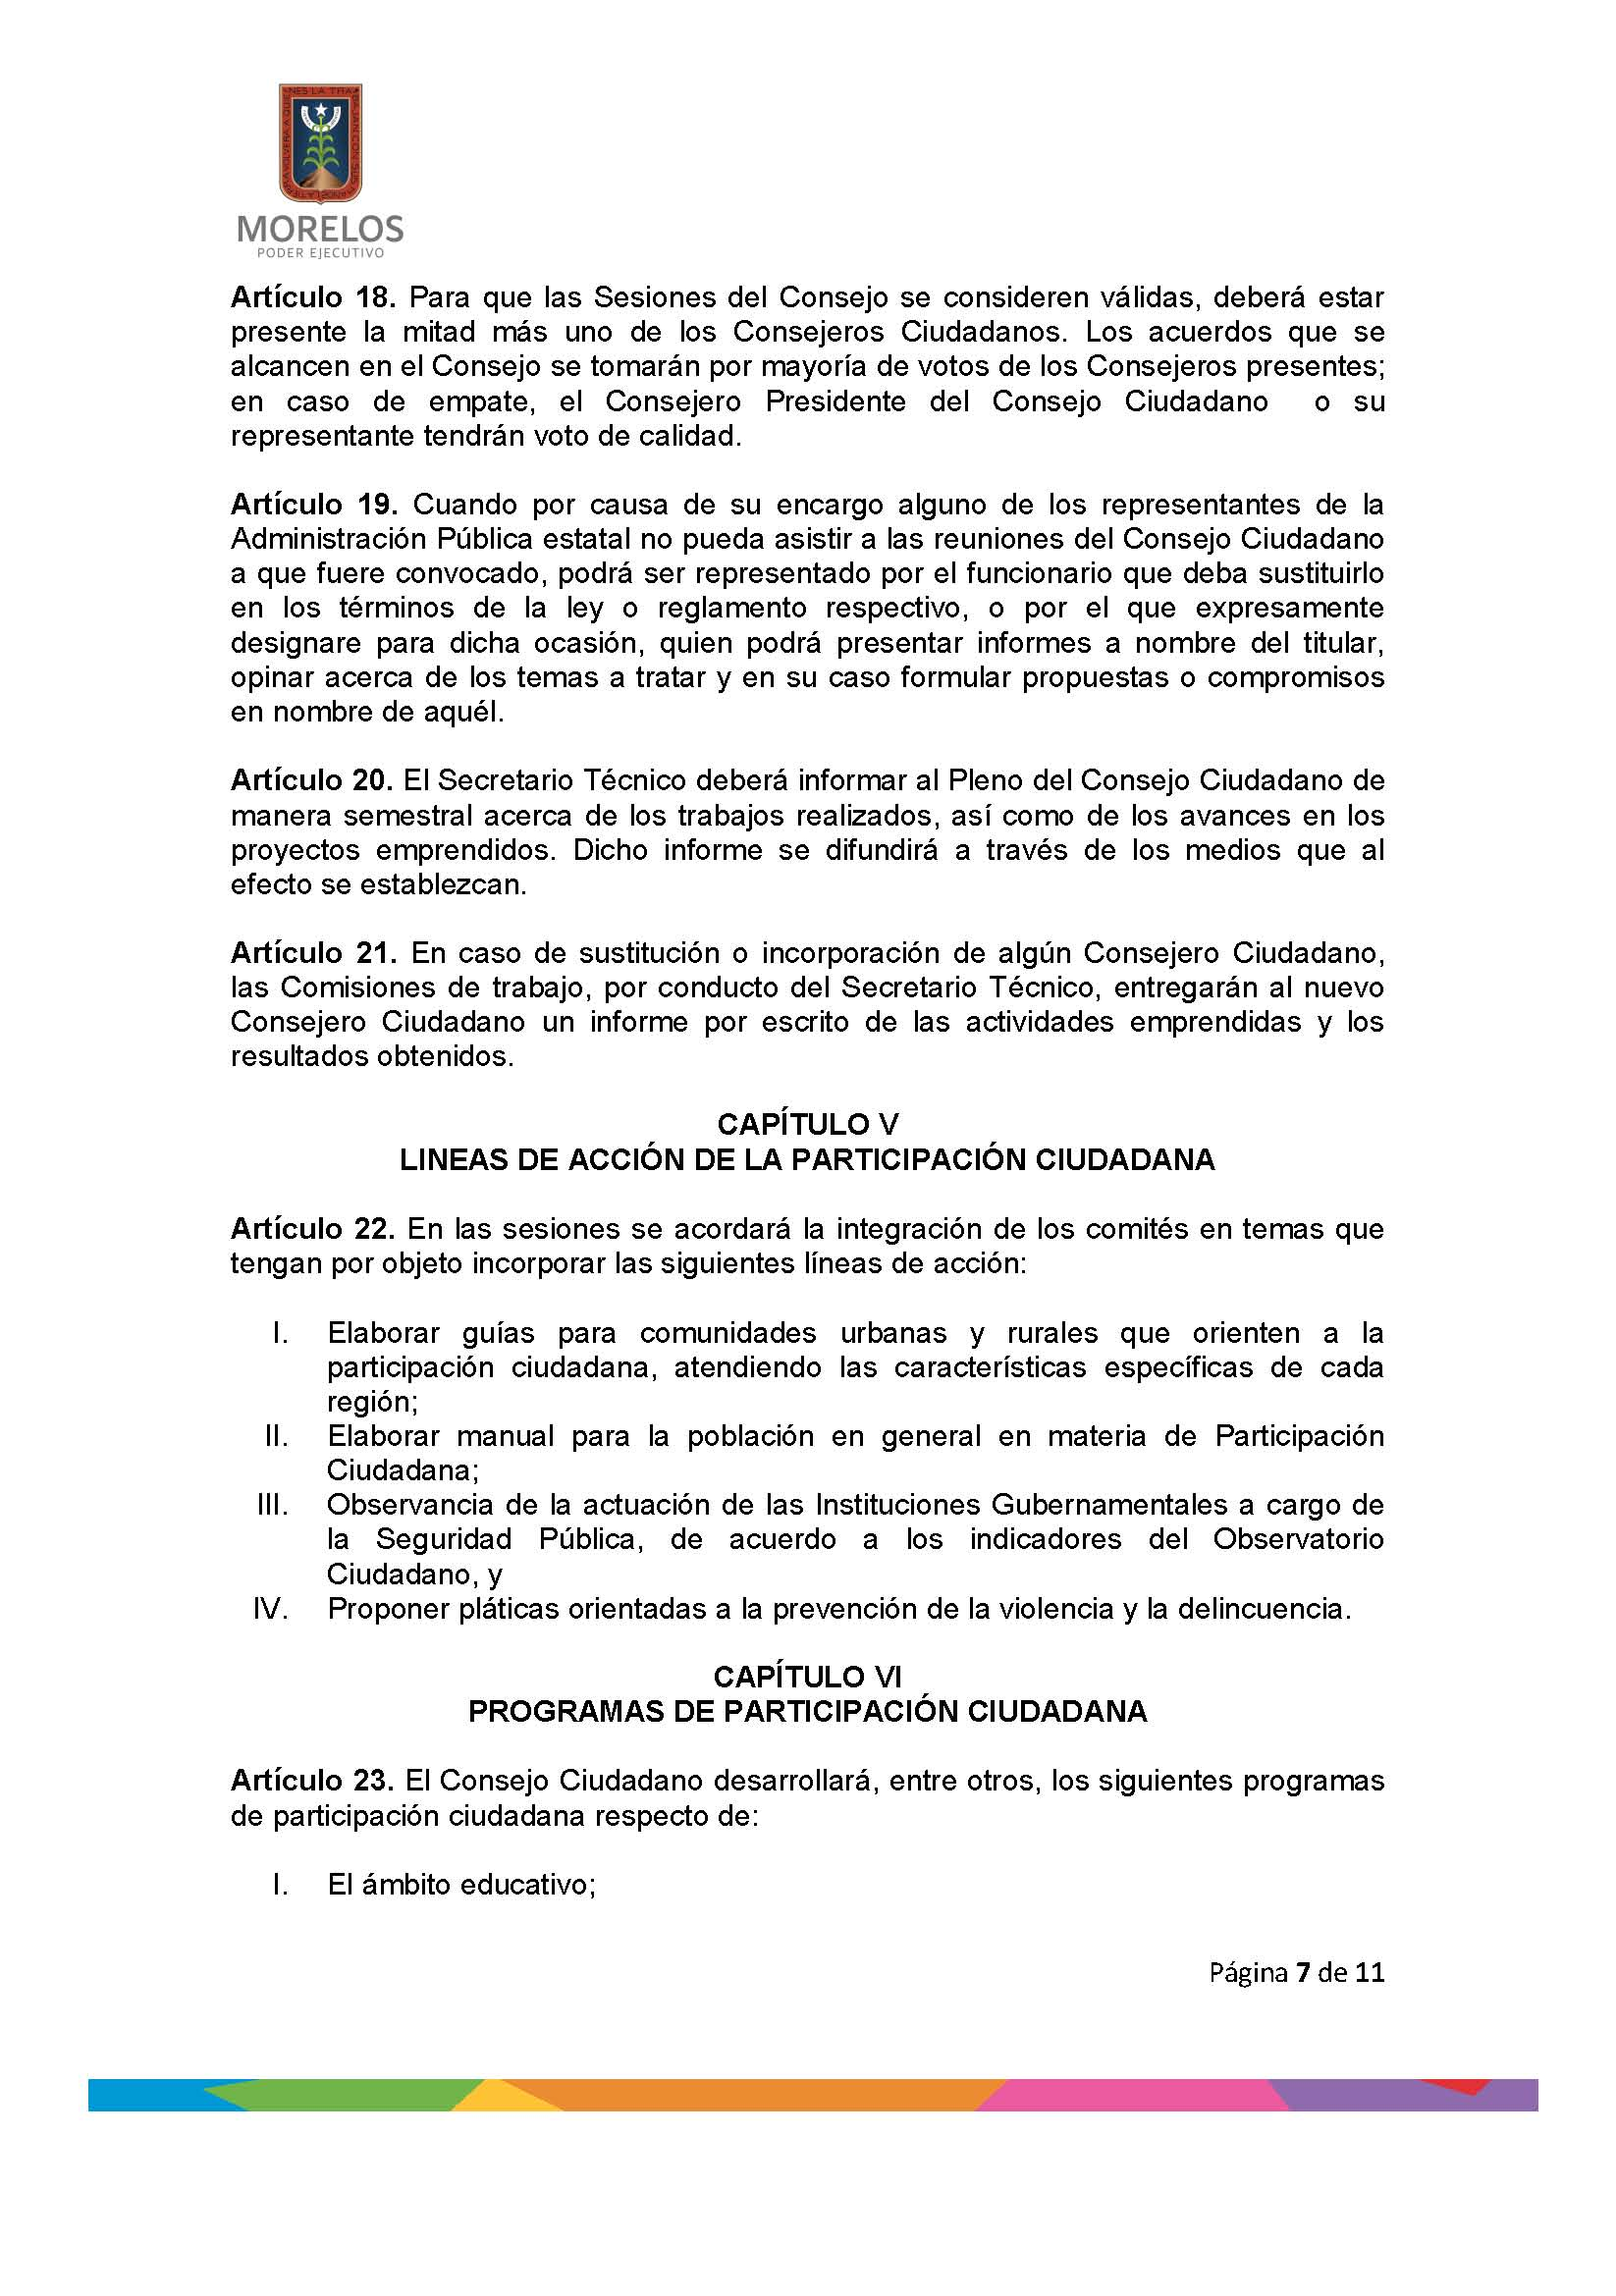 MORELOS
PODER EJECUTIVO
Artículo 18. Para que las Sesiones del Consejo se consideren válidas, deberá estar
presente la mitad más uno de los Consejeros Ciudadanos. Los acuerdos que se
alcancen en el Consejo se tomarán por mayoría de votos de los Consejeros presentes;
en caso de empate, el Consejero Presidente del Consejo Ciudadano o su
representante tendrán voto de calidad.
Artículo 19. Cuando por causa de su encargo alguno de los representantes de la
Administración Pública estatal no pueda asistir a las reuniones del Consejo Ciudadano
a que fuere convocado, podrá ser representado por el funcionario que deba sustituirlo
en los términos de la ley o reglamento respectivo, o por el que expresamente
designare para dicha ocasión, quien podrá presentar informes a nombre del titular,
opinar acerca de los temas a tratar y en su caso formular propuestas o compromisos
en nombre de aquél.
Artículo 20. El Secretario Técnico deberá informar al Pleno del Consejo Ciudadano de
manera semestral acerca de los trabajos realizados, así como de los avances en los
proyectos emprendidos. Dicho informe se difundirá a través de los medios que al
efecto se establezcan.
Artículo 21. En caso de sustitución o incorporación de algún Consejero Ciudadano,
las Comisiones de trabajo, por conducto del Secretario Técnico, entregarán al nuevo
Consejero Ciudadano un informe por escrito de las actividades emprendidas y los
resultados obtenidos.
CAPÍTULO V
LINEAS DE ACCIÓN DE LA PARTICIPACIÓN CIUDADANA
Artículo 22. En las sesiones se acordará la integración de los comités en temas que
tengan por objeto incorporar las siguientes líneas de acción:
I. Elaborar guías para comunidades urbanas y rurales que orienten a la
participación ciudadana, atendiendo las características específicas de cada
región;
II. Elaborar manual para la población en general en materia de Participación
Ciudadana;
III. Observancia de la actuación de las Instituciones Gubernamentales a cargo de
la Seguridad Pública, de acuerdo a los indicadores del Observatorio
Ciudadano, y
IV. Proponer pláticas orientadas a la prevención de la violencia y la delincuencia.
CAPÍTULO VI
PROGRAMAS DE PARTICIPACIÓN CIUDADANA
Artículo 23. El Consejo Ciudadano desarrollará, entre otros, los siguientes programas
de participación ciudadana respecto de:
I. El ámbito educativo;
Página 7 de 11